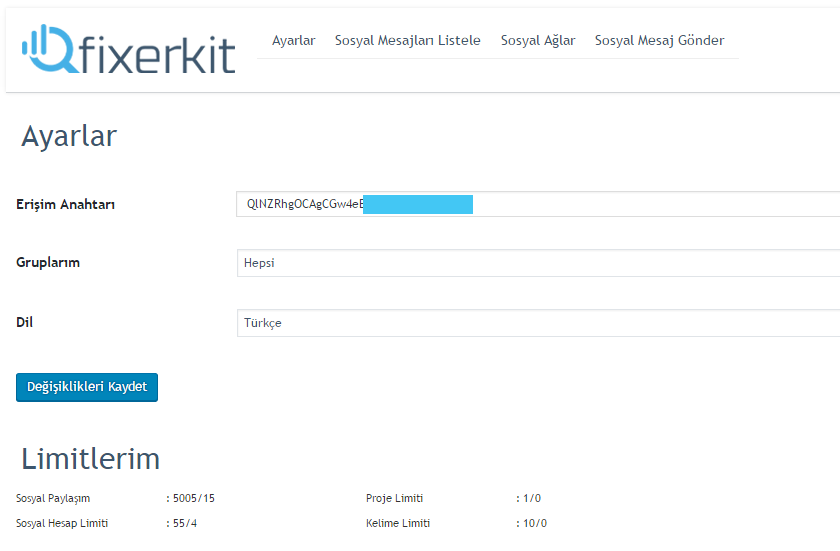 fixerkit
Ayarlar Sosyal Mesajları Listele Sosyal Ağlar Sosyal Mesaj Gönder
Ayarlar
Erişim Anahtarı
Gruplarım Hepsi
Dil Türkçe
Değişiklikleri Kaydet
Limitlerim
Sosyal Paylaşım : 5005/15 Proje Limiti : 1/0
Sosyal Hesap Limiti : 55/4 Kelime Limiti : 10/0